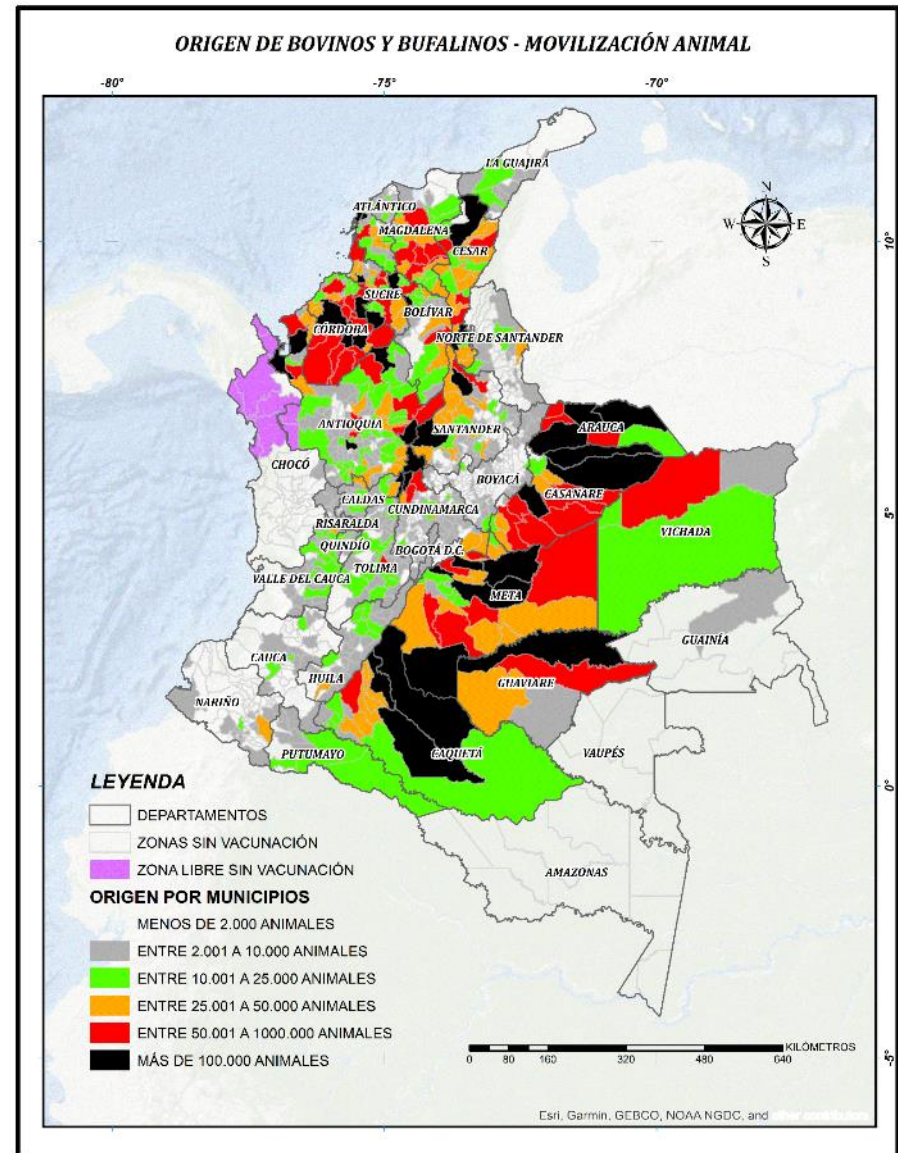 ORIGEN DE BOVINOS Y BUFALINOS - MOVILIZACIÓN ANIMAL
-80°
-75°
-70°
LA GUAJIRA
ATLÁNTICO
MAGDALENA
N
W
E
S
10°
CESAR
SUCRE
BOLÍVAR
CÓRDOBA
NORTE DE SANTANDER
ANTIOQUIA
SANTANDER
ARAUCA
CHOCÓ
BOYACÁ
CASANARE
CALDAS
CUNDINAMARCA
5°
RISARALDA
VICHADA
QUINDÍO
BOGOTÁ D.C.
TOLIMA
VALLE DEL CAUCA
META
GUAINÍA
CAUCA
HUILA
GUAVIARE
NARIÑO
VAUPÉS
PUTUMAYO
CAQUETÁ
0°
AMAZONAS
LEYENDA
DEPARTAMENTOS
ZONAS SIN VACUNACIÓN
ZONA LIBRE SIN VACUNACIÓN
ORIGEN POR MUNICIPIOS
MENOS DE 2.000 ANIMALES
ENTRE 2.001 A 10.000 ANIMALES
ENTRE 10.001 A 25.000 ANIMALES
ENTRE 25.001 A 50.000 ANIMALES
ENTRE 50.001 A 1000.000 ANIMALES
MÁS DE 100.000 ANIMALES
KILÓMETROS
0 80 160 320 480 640
-5°
Esri, Garmin, GEBCO, NOAA NGDC, and other contributors